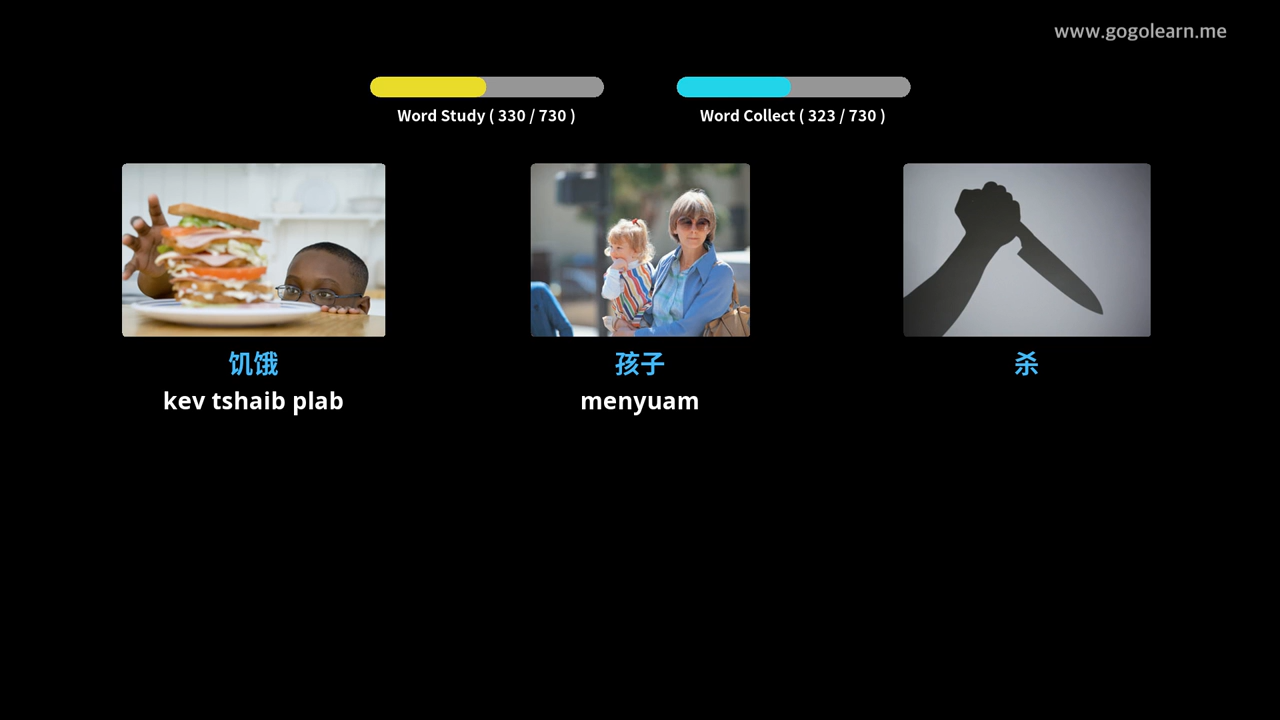 www.gogolearn.me
Word Study ( 330 / 730 )
Word Collect ( 323 / 730 )
饥饿
孩子
杀
kev tshaib plab
menyuam